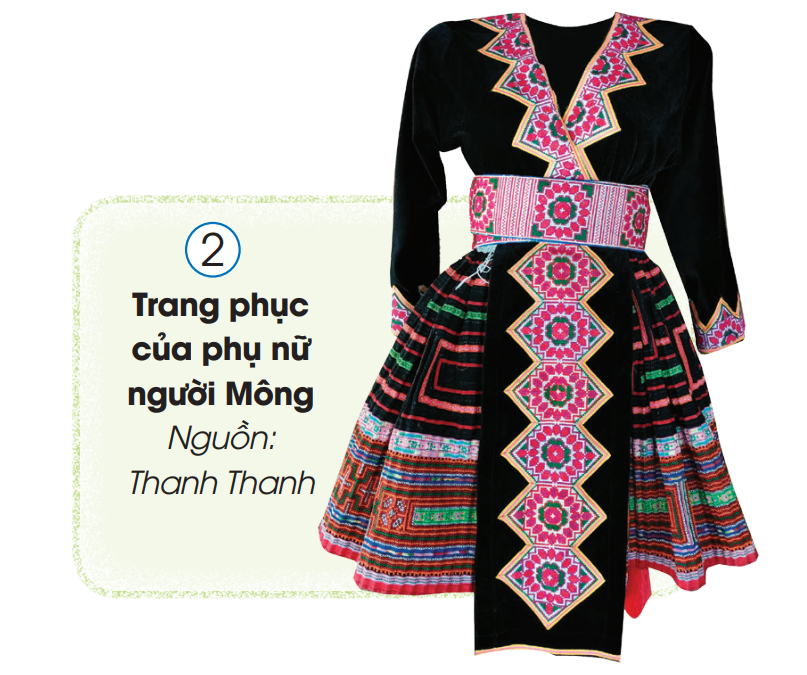 2
Trang phục
của phụ nữ
người Mông
Nguồn:
Thanh Thanh